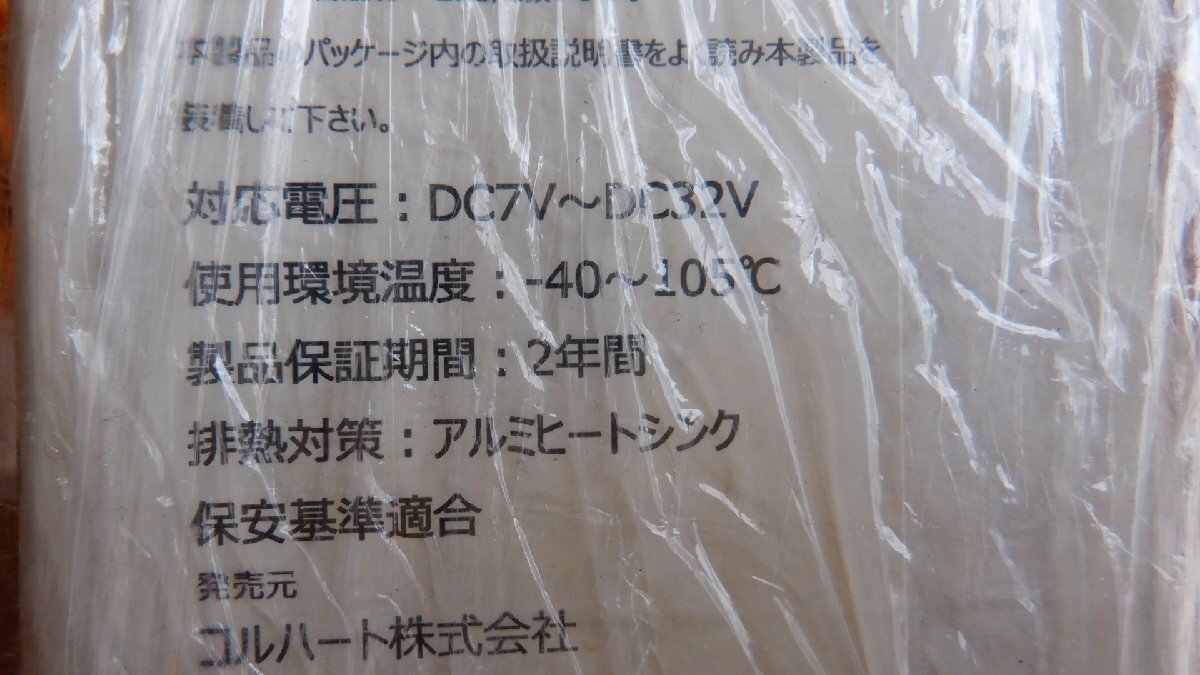 本製品のパッケージ内の取扱説明書をよく読み本製品を
装備して下さい。
対応電圧：DC7V～DC32V
使用環境温度：-40～105℃
製品保証期間：2年間
排熱対策：アルミヒートシンク
保安基準適合
発売元
コルハート株式会社